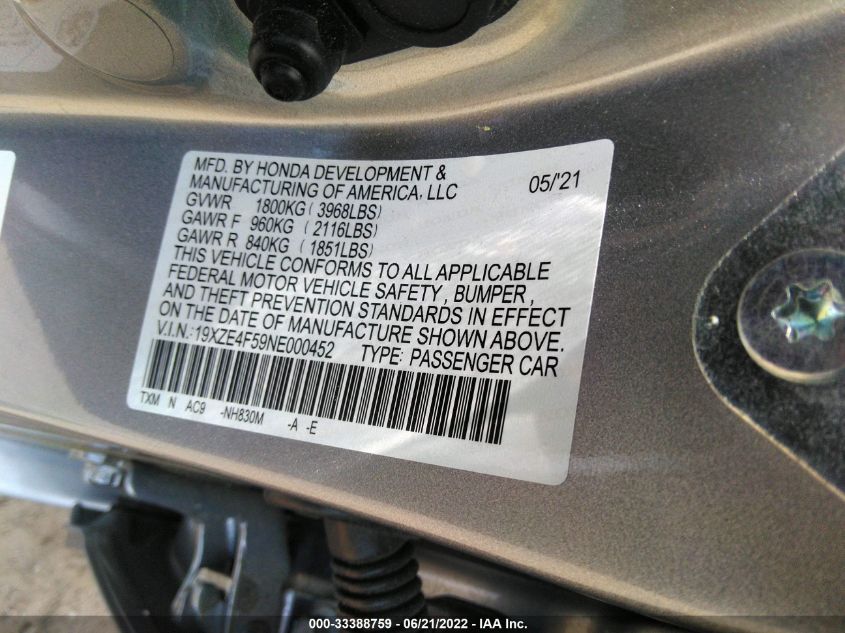 MFD. BY HONDA DEVELOPMENT &
MANUFACTURING OF AMERICA, LLC 05/'21
GVWR 1800KG ( 3968LBS)
GAWR F 960KG ( 2116LBS)
GAWR R 840KG ( 1851LBS)
THIS VEHICLE CONFORMS TO ALL APPLICABLE
FEDERAL MOTOR VEHICLE SAFETY , BUMPER ,
AND THEFT PREVENTION STANDARDS IN EFFECT
ON THE DATE OF MANUFACTURE SHOWN ABOVE.
V.I.N.:19XZE4F59NE000452 TYPE: PASSENGER CAR
TXM N AC9 -NH830M -A -E
000-33388759 - 06/21/2022 - IAA Inc.